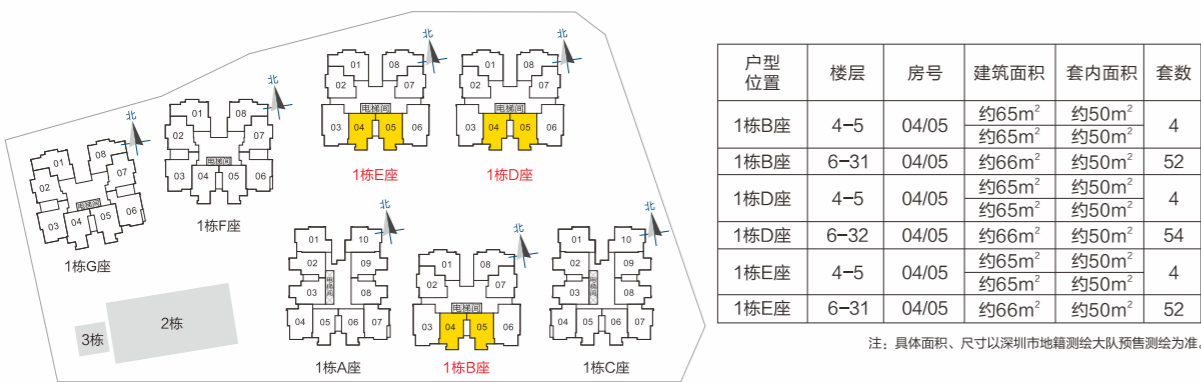 北
北
北
北
北
北
北
01 08
02 07
电梯间
03 04 05 06
1栋E座
01 08
02 07
电梯间
03 04 05 06
1栋D座
01 08
02 07
电梯间
03 04 05 06
1栋F座
01 08
02 07
电梯间
03 04 05 06
1栋G座
01 10
02 09
电梯间
03 08
04 05 06 07
1栋A座
01 08
02 07
电梯间
03 04 05 06
1栋B座
01 10
02 09
电梯间
03 08
04 05 06 07
1栋C座
2栋
3栋
户型位置 楼层 房号 建筑面积 套内面积 套数
1栋B座 4-5 04/05 约65m² 约50m² 4
约65m² 约50m²
1栋B座 6-31 04/05 约66m² 约50m² 52
1栋D座 4-5 04/05 约65m² 约50m² 4
约65m² 约50m²
1栋D座 6-32 04/05 约66m² 约50m² 54
1栋E座 4-5 04/05 约65m² 约50m² 4
约65m² 约50m²
1栋E座 6-31 04/05 约66m² 约50m² 52
注：具体面积、尺寸以深圳市地籍测绘大队预售测绘为准。